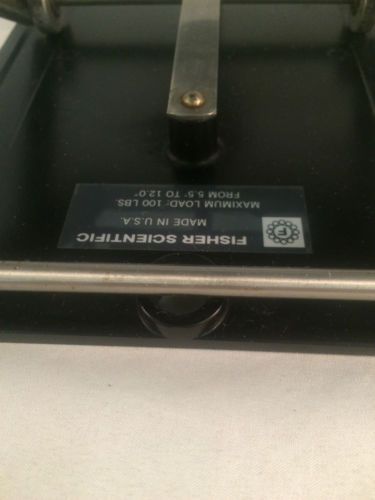 F
FISHER SCIENTIFIC
MADE IN U.S.A.
MAXIMUM LOAD: 100 LBS.
FROM 5.5" TO 12.0"